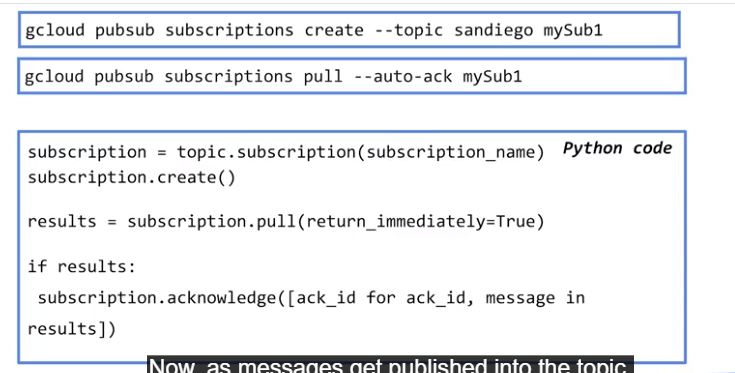 gcloud pubsub subscriptions create --topic sandiego mySub1
gcloud pubsub subscriptions pull --auto-ack mySub1
subscription = topic.subscription(subscription_name) Python code
subscription.create()
results = subscription.pull(return_immediately=True)
if results:
subscription.acknowledge([ack_id for ack_id, message in
results])
Now, as messages get published into the topic,